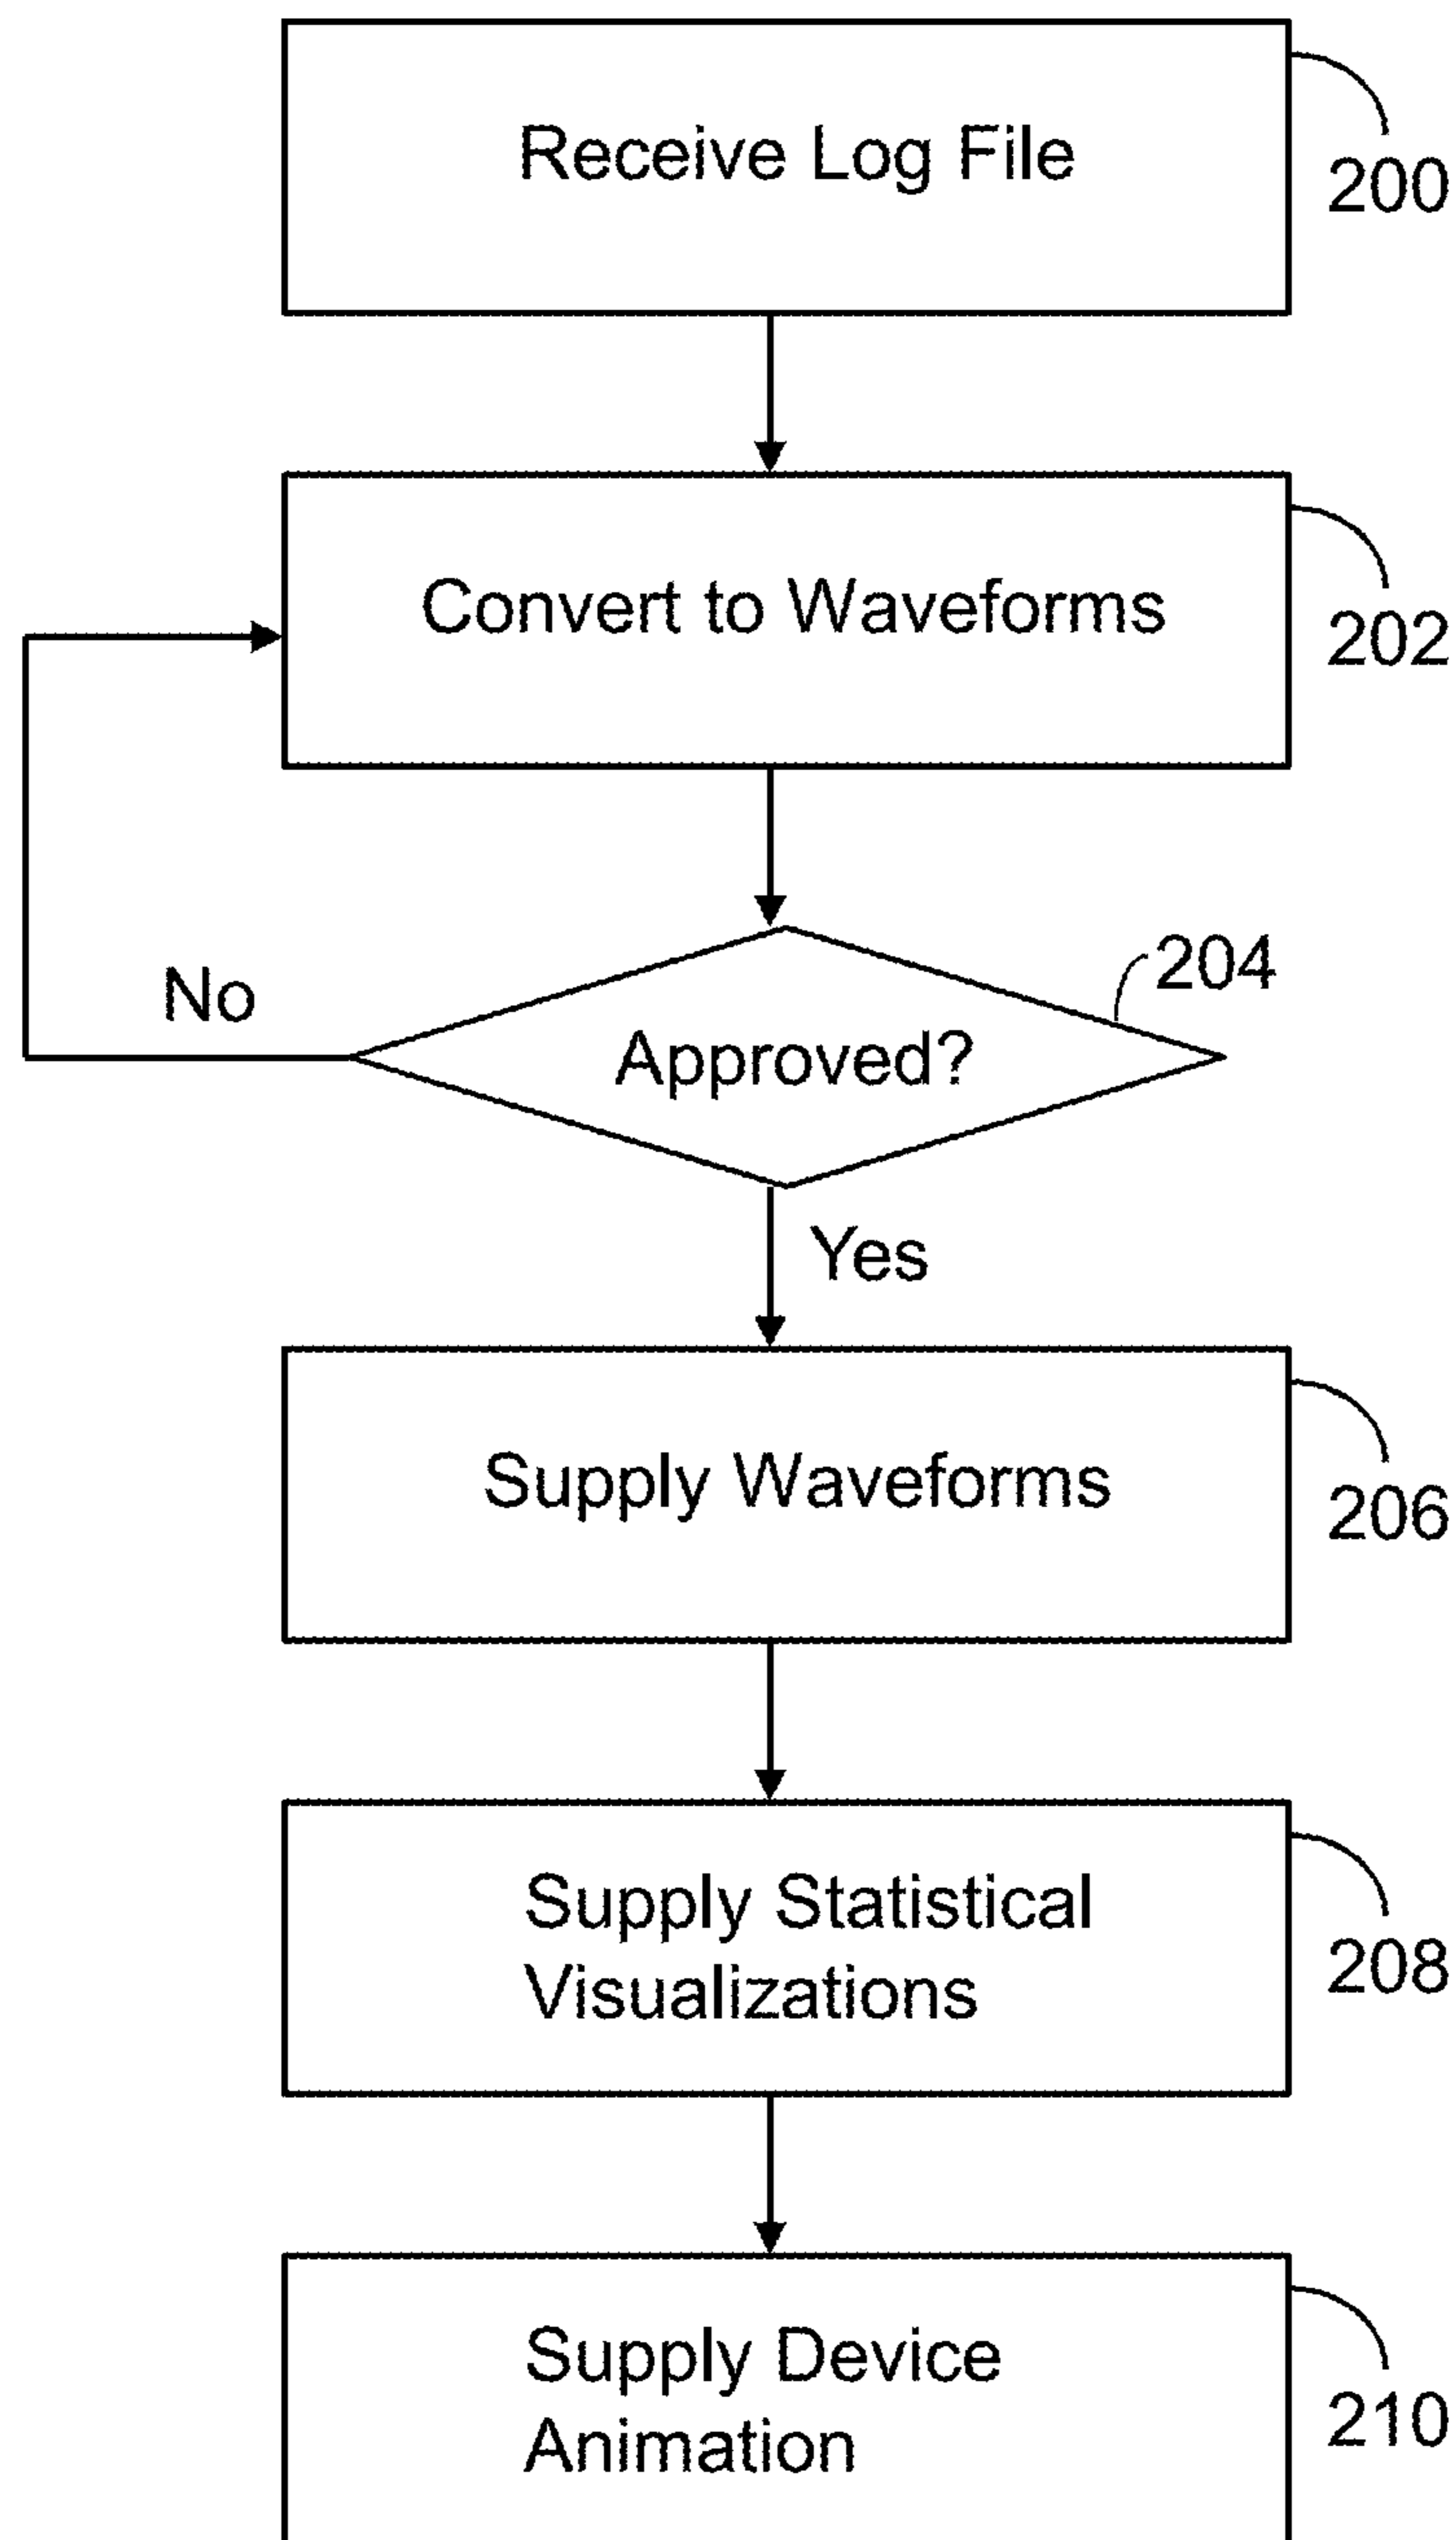 Receive Log File
200
Convert to Waveforms
202
204
No
Approved?
Yes
Supply Waveforms
206
Supply Statistical
Visualizations
208
Supply Device
Animation
210